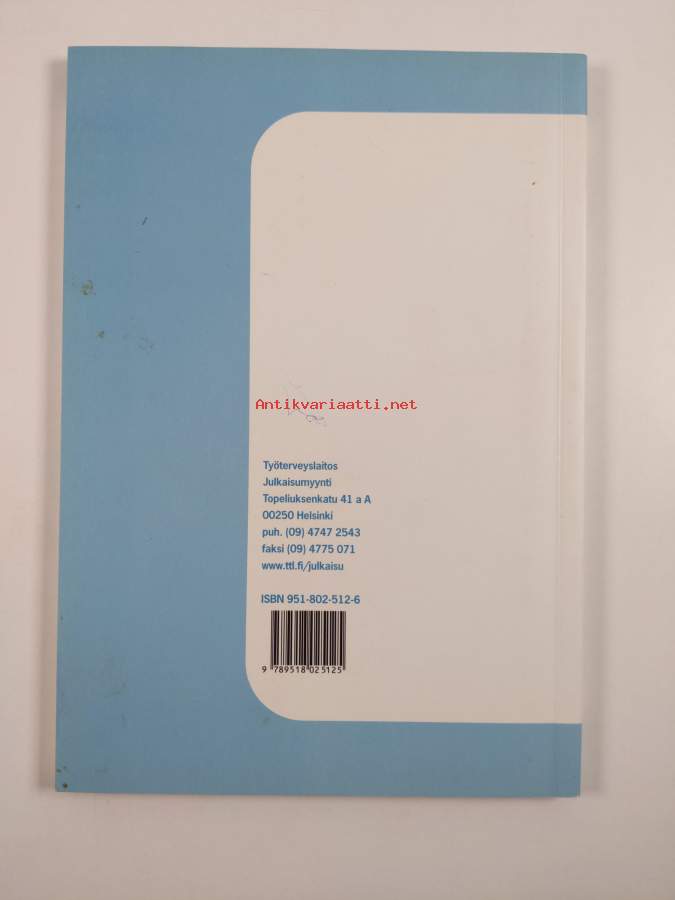 Antikvariaatti.net
Työterveyslaitos
Julkaisumyynti
Topeliuksenkatu 41 a A
00250 Helsinki
puh. (09) 4747 2543
faksi (09) 4775 071
www.ttl.fi/julkaisu
ISBN 951-802-512-6
9 789518 025125